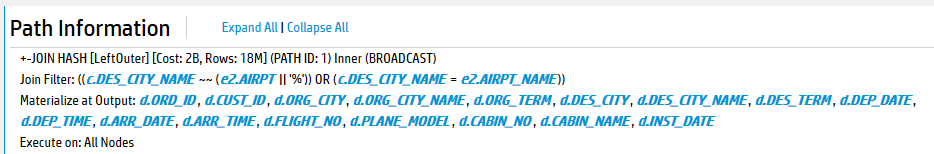 Path Information Expand All | Collapse All
+-JOIN HASH [LeftOuter] [Cost: 2B, Rows: 18M] (PATH ID: 1) Inner (BROADCAST)
Join Filter: ((c.DES_CITY_NAME ~~ (e2.AIRPT || '%')) OR (c.DES_CITY_NAME = e2.AIRPT_NAME))
Materialize at Output: d.ORD_ID, d.CUST_ID, d.ORG_CITY, d.ORG_CITY_NAME, d.ORG_TERM, d.DES_CITY, d.DES_CITY_NAME, d.DES_TERM, d.DEP_DATE,
d.DEP_TIME, d.ARR_DATE, d.ARR_TIME, d.FLIGHT_NO, d.PLANE_MODEL, d.CABIN_NO, d.CABIN_NAME, d.INST_DATE
Execute on: All Nodes